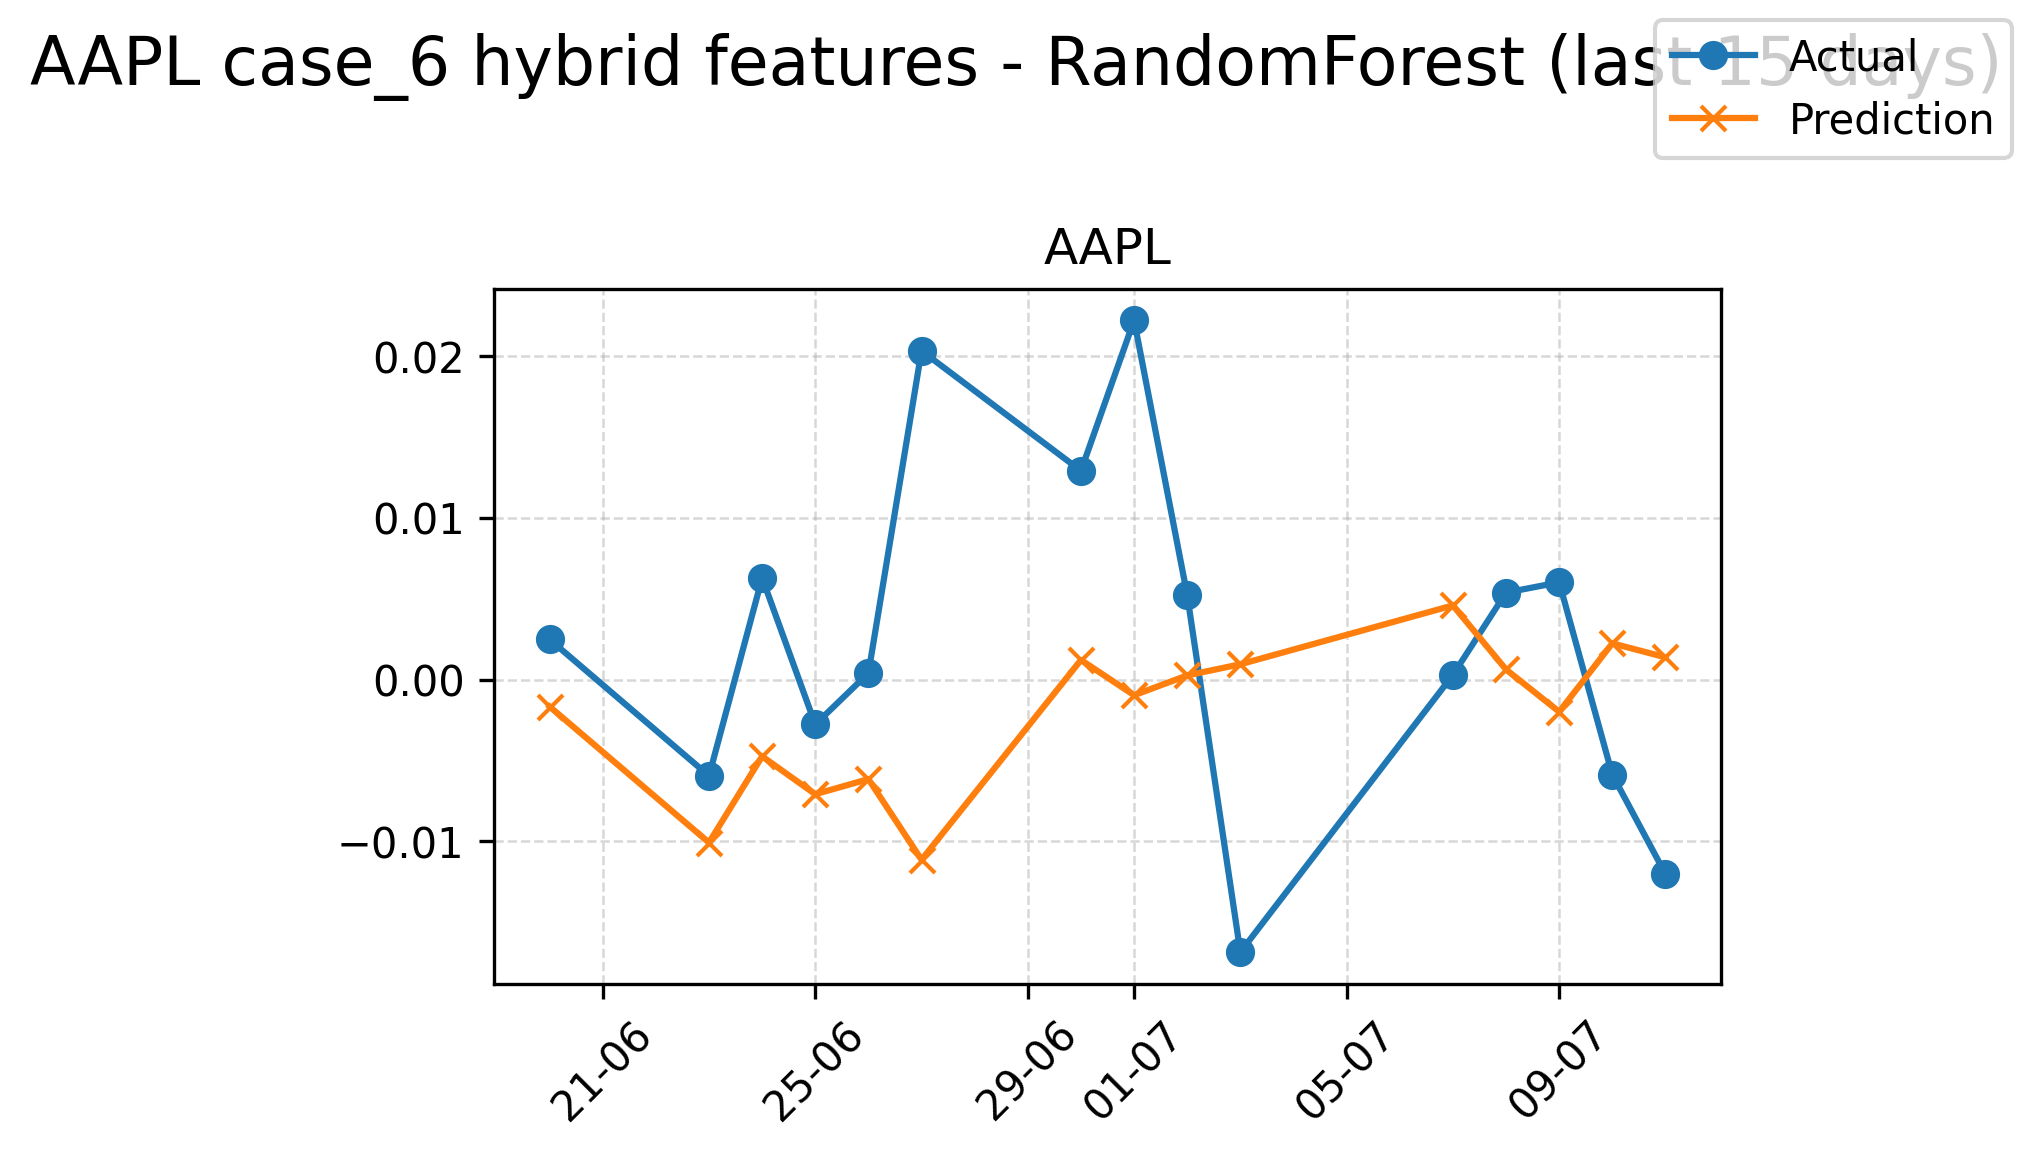 AAPL case_6 hybrid features - RandomForest (last 15 days)
Actual
Prediction
AAPL
0.02
0.01
0.00
−0.01
21-06
25-06
29-06
01-07
05-07
09-07